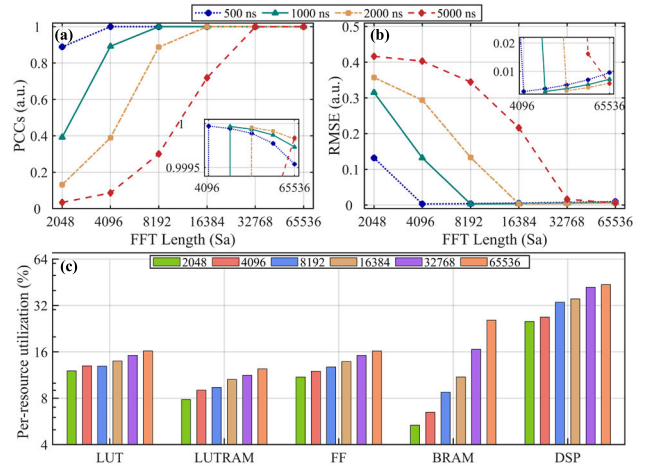 500 ns 1000 ns 2000 ns 5000 ns
(a)
PCCs (a.u.)
1
0.8
0.6
0.4
0.2
0
1
0.9995
4096 65536
2048 4096 8192 16384 32768 65536
FFT Length (Sa)
(b)
RMSE (a.u.)
0.5
0.4
0.3
0.2
0.1
0
0.02
0.01
4096 65536
2048 4096 8192 16384 32768 65536
FFT Length (Sa)
(c)
2048 4096 8192 16384 32768 65536
Per-resource utilization (%)
64
32
16
8
4
LUT LUTRAM FF BRAM DSP